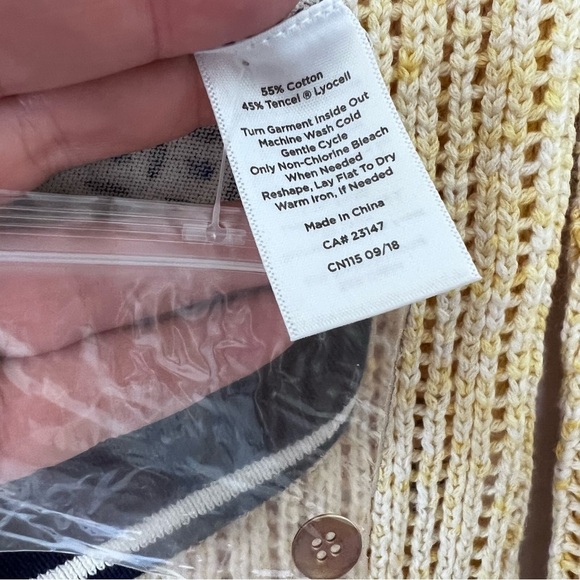 55% Cotton
45% Tencel ® Lyocell
Turn Garment Inside Out
Machine Wash Cold
Gentle Cycle
Only Non-Chlorine Bleach
When Needed
Reshape, Lay Flat To Dry
Warm Iron, If Needed
Made in China
CA# 23147
CN115 09/18